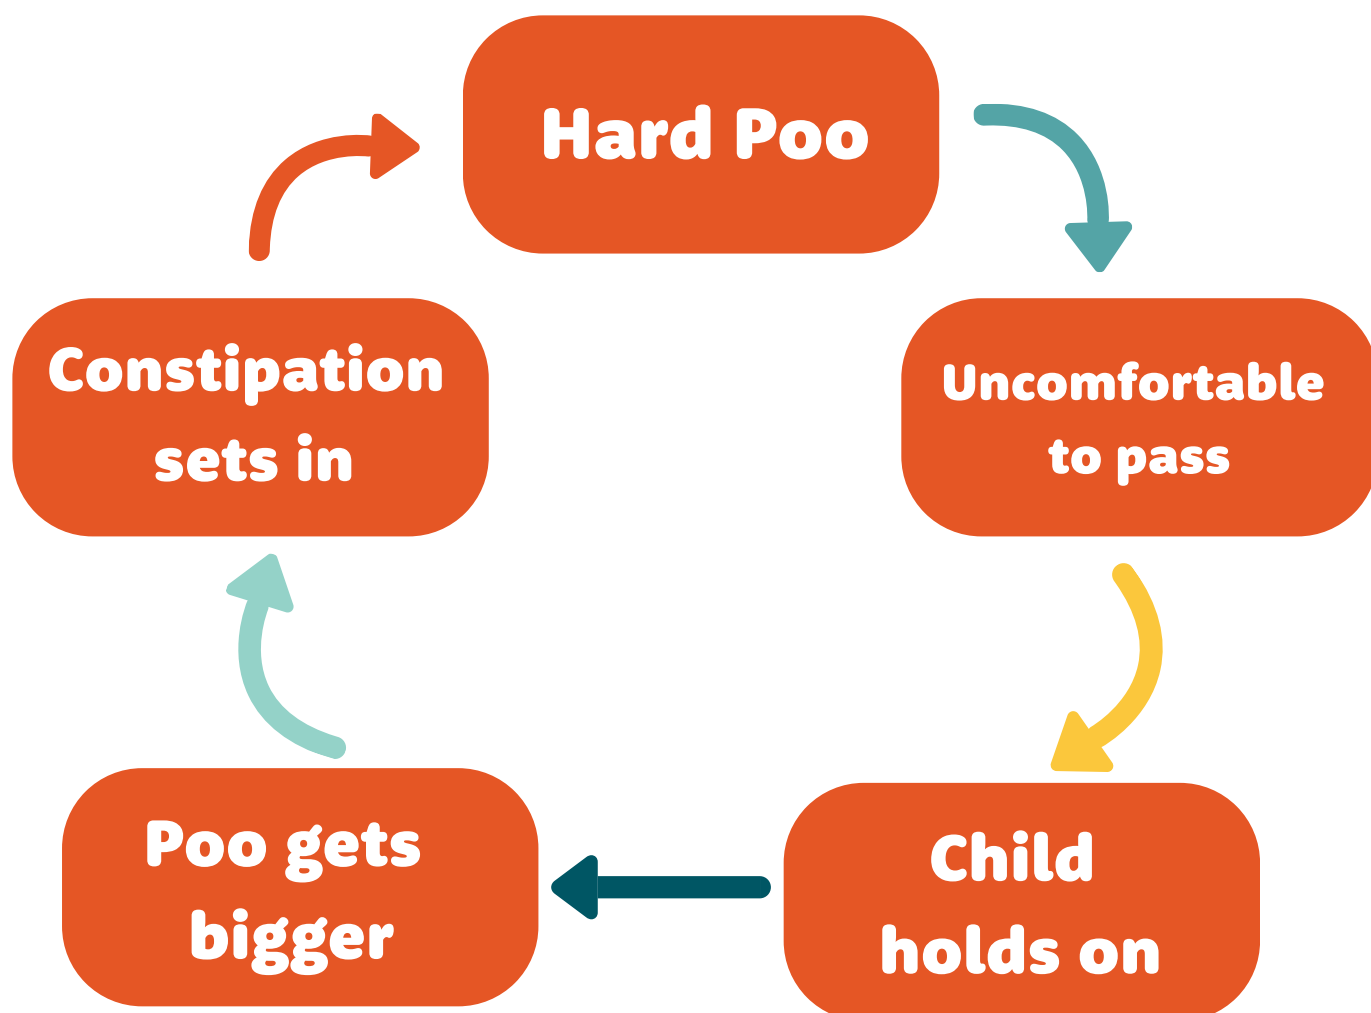 Hard Poo
Uncomfortable
to pass
Child
holds on
Poo gets
bigger
Constipation
sets in